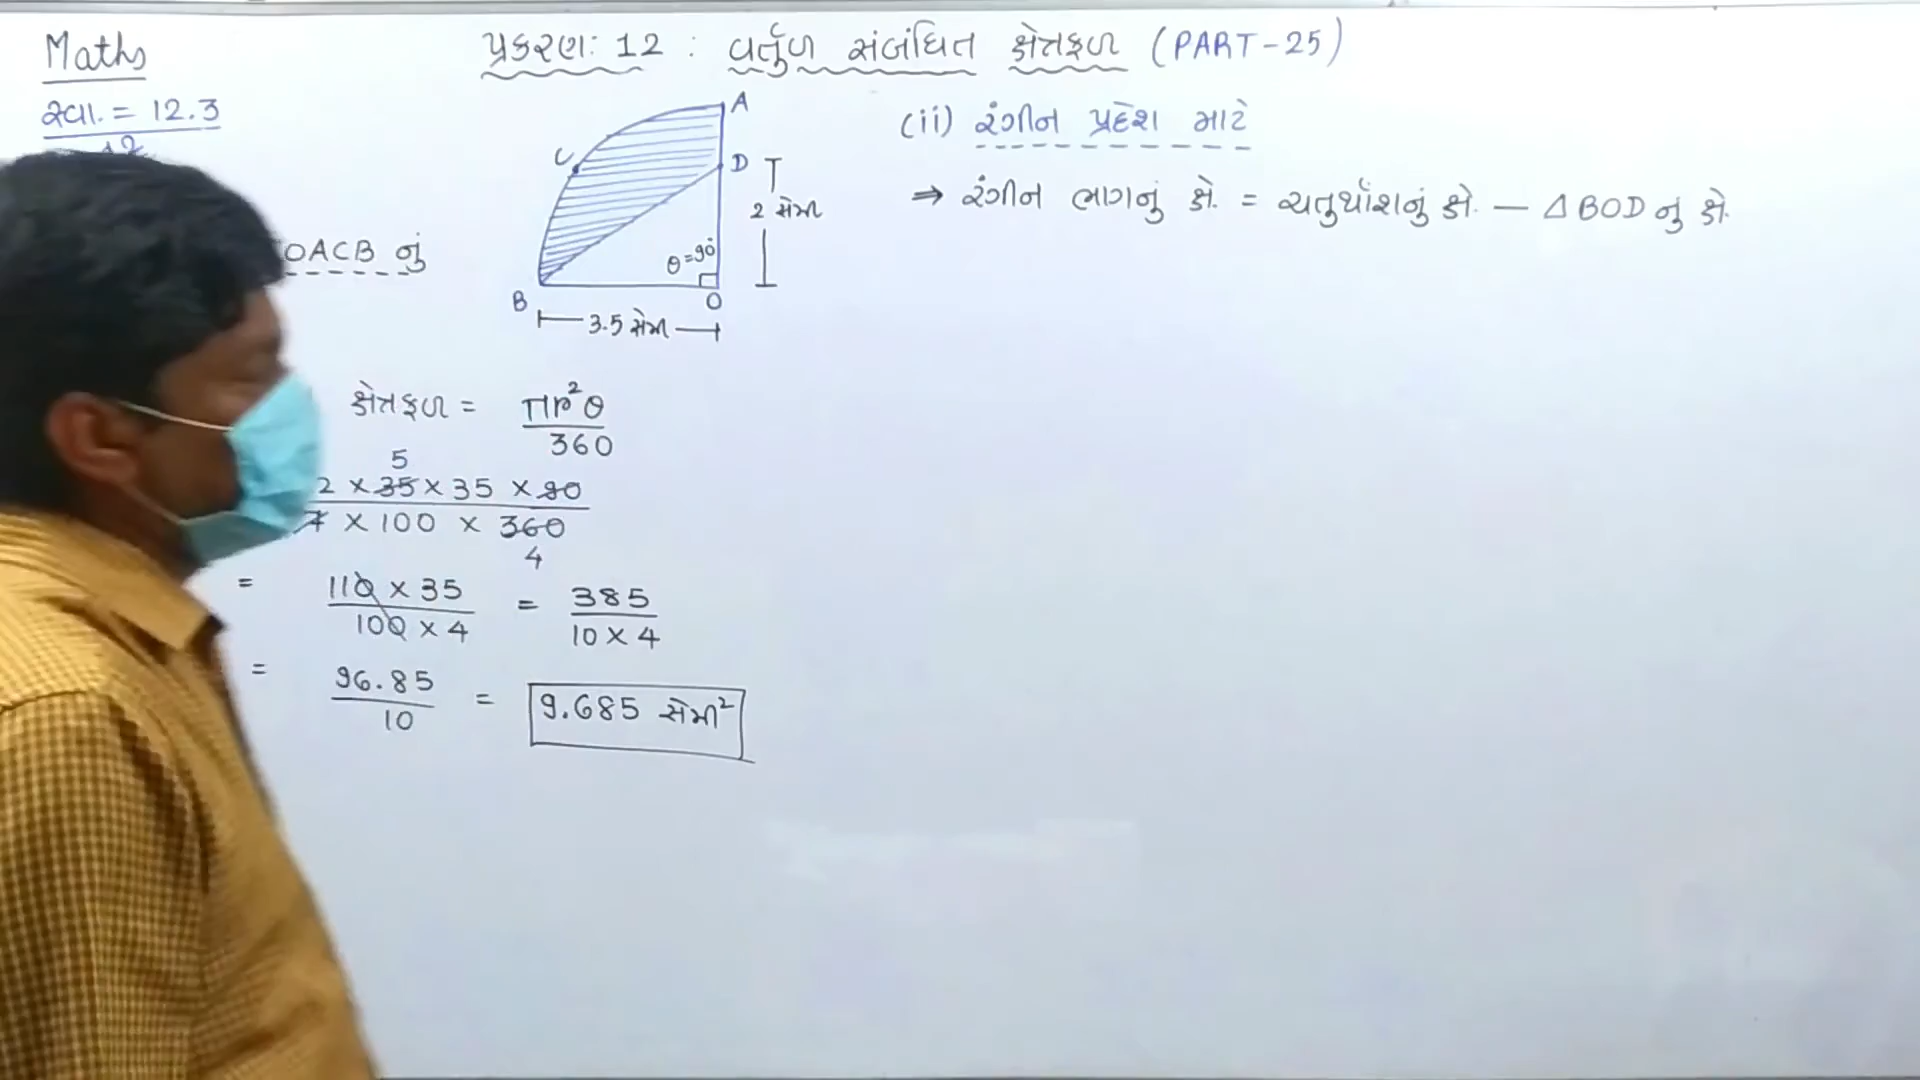 Maths
પ્રકરણ: 12 : વર્તુળ સંબંધિત ક્ષેત્રફળ (PART-25)
સ્વા. = 12.3
OACB નું
A
C
D
2 સેમી
θ=90°
B
O
3.5 સેમી
ક્ષેત્રફળ = πr²θ
360
5
2 x 35 x 35 x 90
7 x 100 x 360
4
= 110 x 35 = 385
100 x 4 10 x 4
= 96.85 = 9.685 સેમી²
10
(ii) રંગીન પ્રદેશ માટે
⇒ રંગીન ભાગનું ક્ષે. = ચતુર્થાંશનું ક્ષે. — Δ BOD નુ ક્ષે.